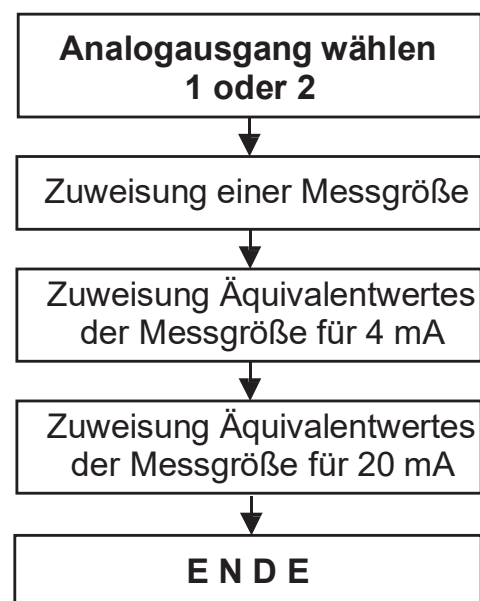 Analogausgang wählen
1 oder 2
Zuweisung einer Messgröße
Zuweisung Äquivalentwertes
der Messgröße für 4 mA
Zuweisung Äquivalentwertes
der Messgröße für 20 mA
E N D E